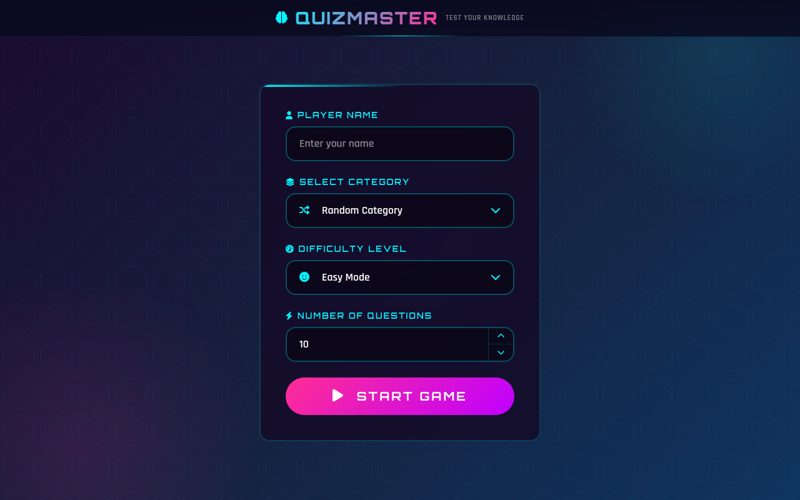 QUIZMASTER TEST YOUR KNOWLEDGE
PLAYER NAME
Enter your name
SELECT CATEGORY
Random Category
DIFFICULTY LEVEL
Easy Mode
NUMBER OF QUESTIONS
10
START GAME